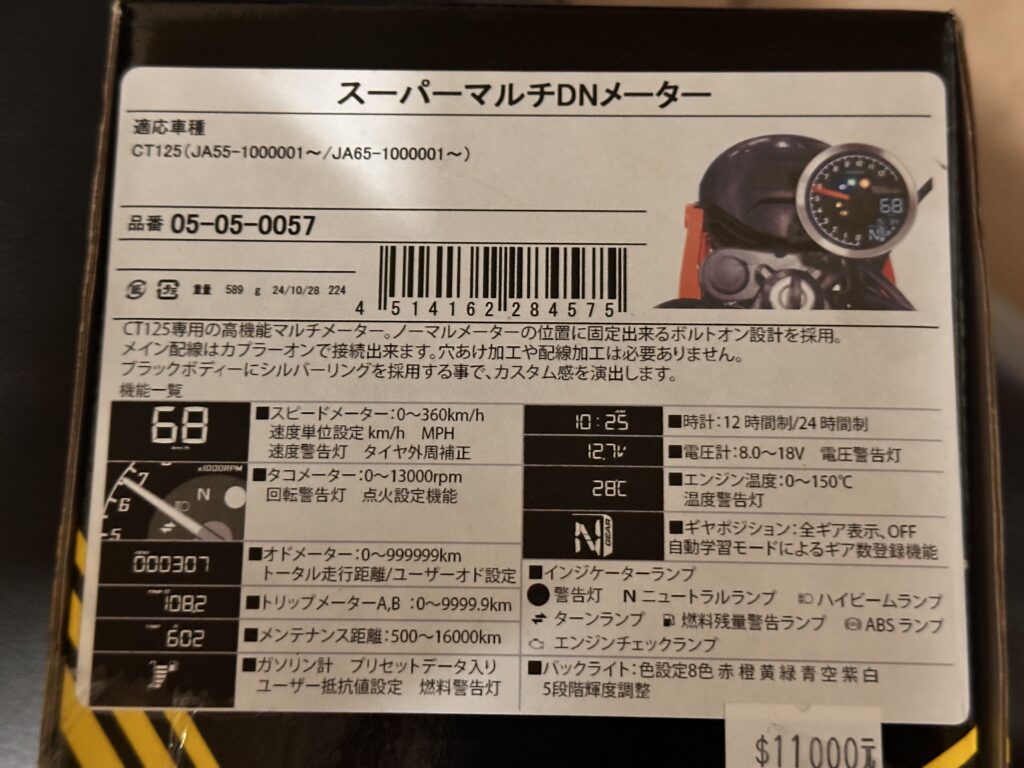 スーパーマルチDNメーター
適応車種
CT125(JA55-1000001~/JA65-1000001~)
品番 05-05-0057
重量 589 g 24/10/28 224
4 514162 284575
CT125専用の高機能マルチメーター。ノーマルメーターの位置に固定出来るボルトオン設計を採用。
メイン配線はカプラーオンで接続出来ます。穴あけ加工や配線加工は必要ありません。
ブラックボディーにシルバーリングを採用する事で、カスタム感を演出します。
機能一覧
68
■スピードメーター:0~360km/h
速度単位設定 km/h MPH
速度警告灯 タイヤ外周補正
x1000RPM
7
6
5
N
■タコメーター:0~13000rpm
回転警告灯 点火設定機能
000307
■オドメーター:0~999999km
トータル走行距離/ユーザーオド設定
108.2
■トリップメーターA,B :0~9999.9km
602
■メンテナンス距離:500~16000km
■ガソリン計 プリセットデータ入り
ユーザー抵抗値設定 燃料警告灯
10:25
■時計:12時間制/24時間制
12.7v
■電圧計:8.0~18V 電圧警告灯
28℃
■エンジン温度:0~150℃
温度警告灯
N GEAR
■ギヤポジション:全ギア表示、OFF
自動学習モードによるギア数登録機能
■インジケーターランプ
警告灯 N ニュートラルランプ ハイビームランプ
ターンランプ 燃料残量警告ランプ ABSランプ
エンジンチェックランプ
■バックライト:色設定8色 赤 橙 黄 緑 青 空 紫 白
5段階輝度調整
$11000元